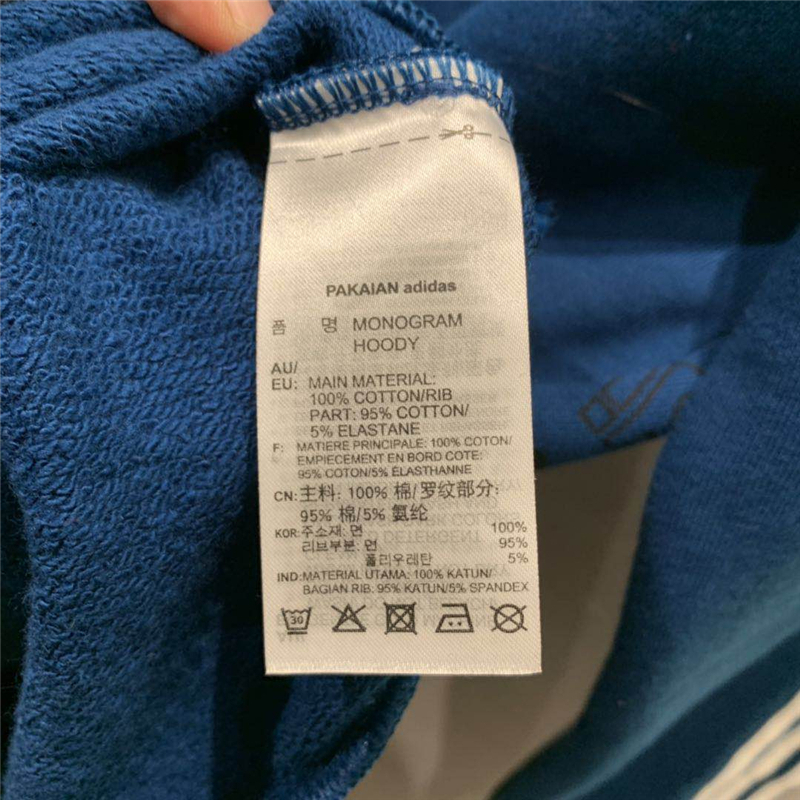 PAKAIAN adidas
품 명 MONOGRAM
HOODY
AU/
EU: MAIN MATERIAL:
100% COTTON/RIB
PART: 95% COTTON/
5% ELASTANE
F: MATIERE PRINCIPALE: 100% COTON/
EMPIECEMENT EN BORD COTE:
95% COTON/5% ÉLASTHANNE
CN: 主料: 100% 棉/罗纹部分:
95% 棉/5% 氨纶
KOR: 주소재: 면 100%
리브부분: 면 95%
폴리우레탄 5%
IND: MATERIAL UTAMA: 100% KATUN/
BAGIAN RIB: 95% KATUN/5% SPANDEX
30